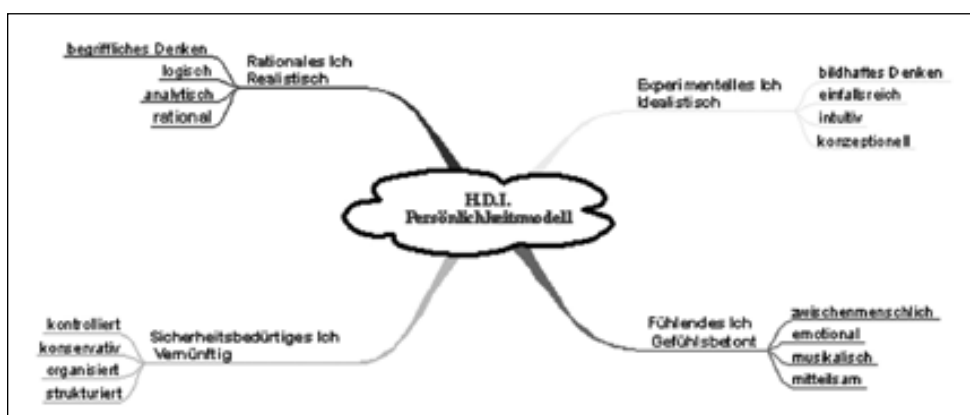 begriffliches Denken
logisch
analytisch
rational
Rationales Ich
Realistisch
Experimentelles Ich
Idealistisch
bildhaftes Denken
einfallsreich
intuitiv
konzeptionell
H.D.I.
Persönlichkeitsmodell
kontrolliert
konservativ
organisiert
strukturiert
Sicherheitsbedürtiges Ich
Vernünftig
Fühlendes Ich
Gefühlsbetont
zwischenmenschlich
emotional
musikalisch
mitteilsam